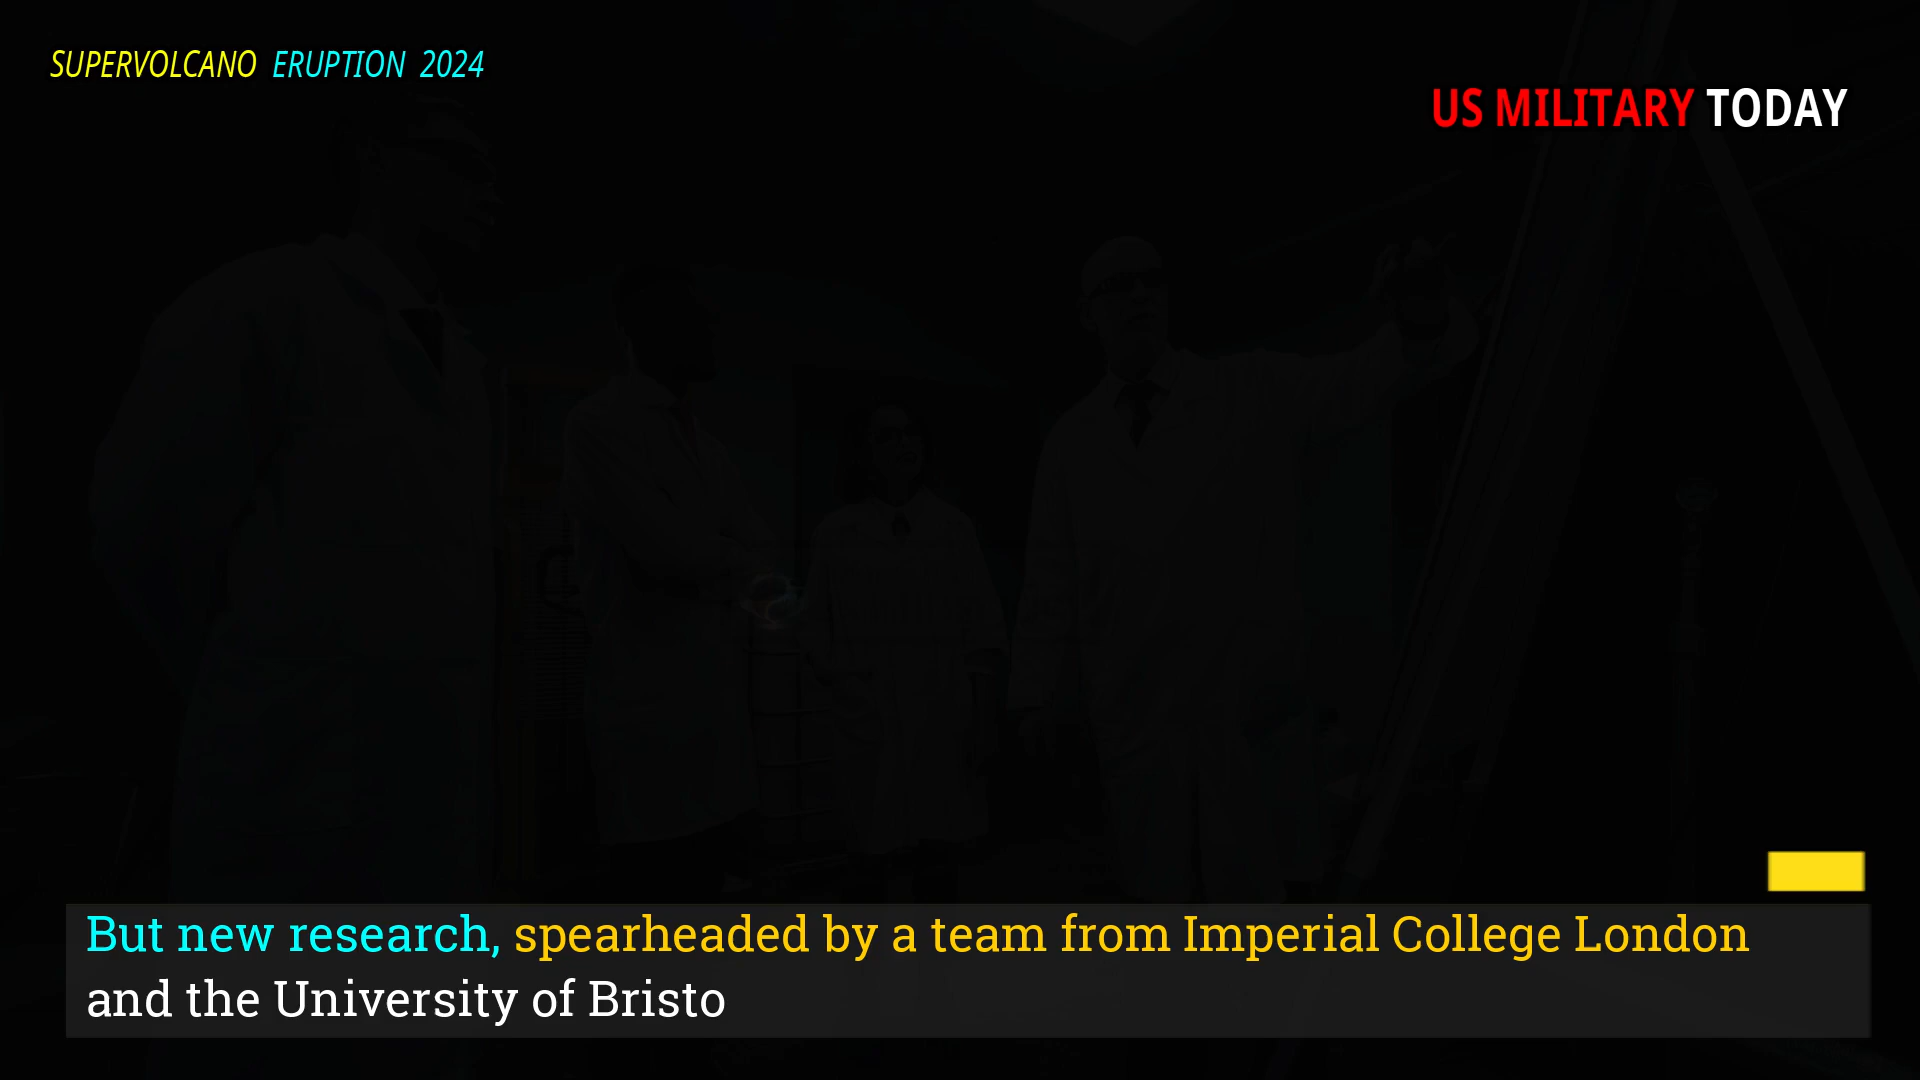 SUPERVOLCANO ERUPTION 2024
US MILITARY TODAY
But new research, spearheaded by a team from Imperial College London
and the University of Bristo